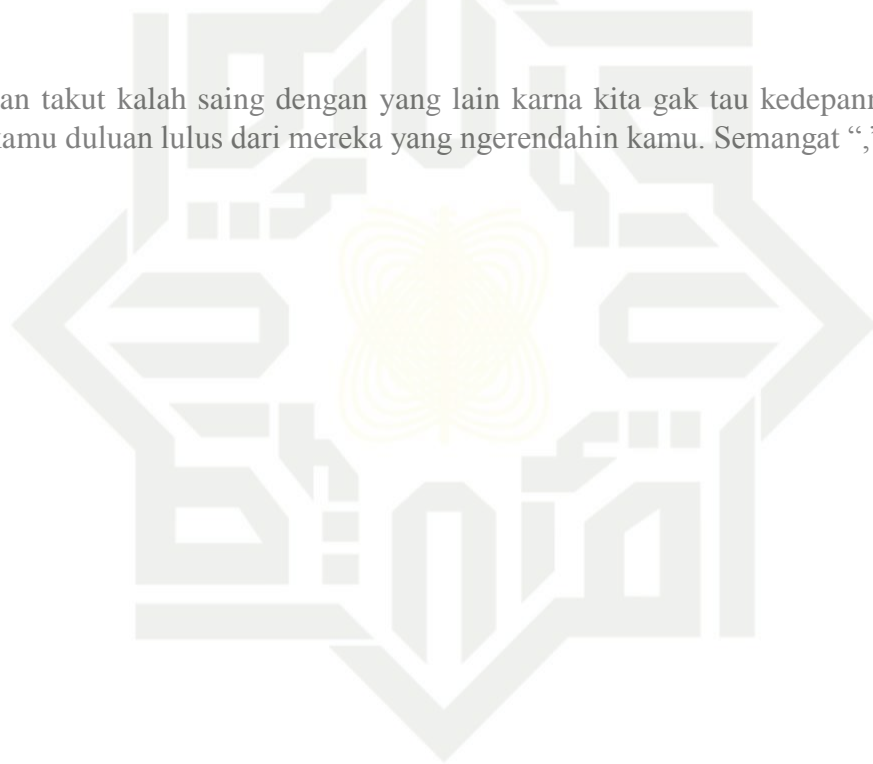 an takut kalah saing dengan yang lain karna kita gak tau kedepann
kamu duluan lulus dari mereka yang ngerendahin kamu. Semangat “,”